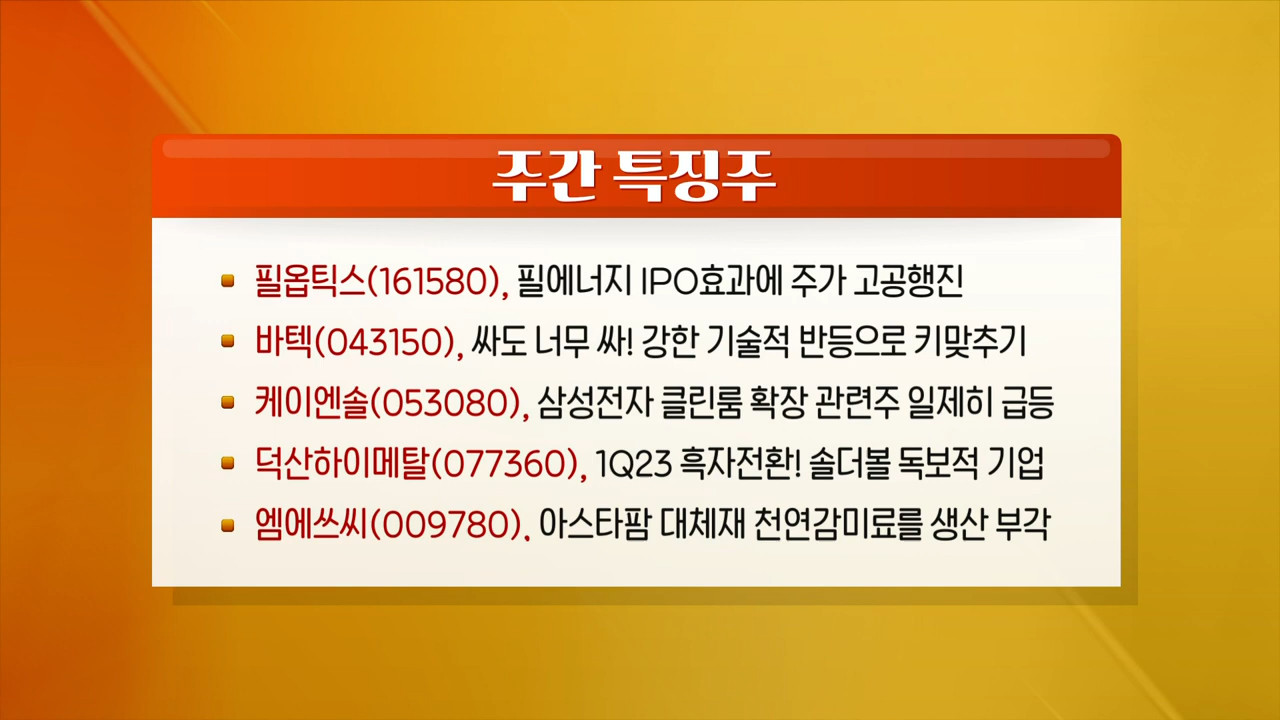 주간 특징주
필옵틱스(161580), 필에너지 IPO효과에 주가 고공행진
바텍(043150), 싸도 너무 싸! 강한 기술적 반등으로 키맞추기
케이엔솔(053080), 삼성전자 클린룸 확장 관련주 일제히 급등
덕산하이메탈(077360), 1Q23 흑자전환! 솔더볼 독보적 기업
엠에쓰씨(009780), 아스타팜 대체재 천연감미료를 생산 부각